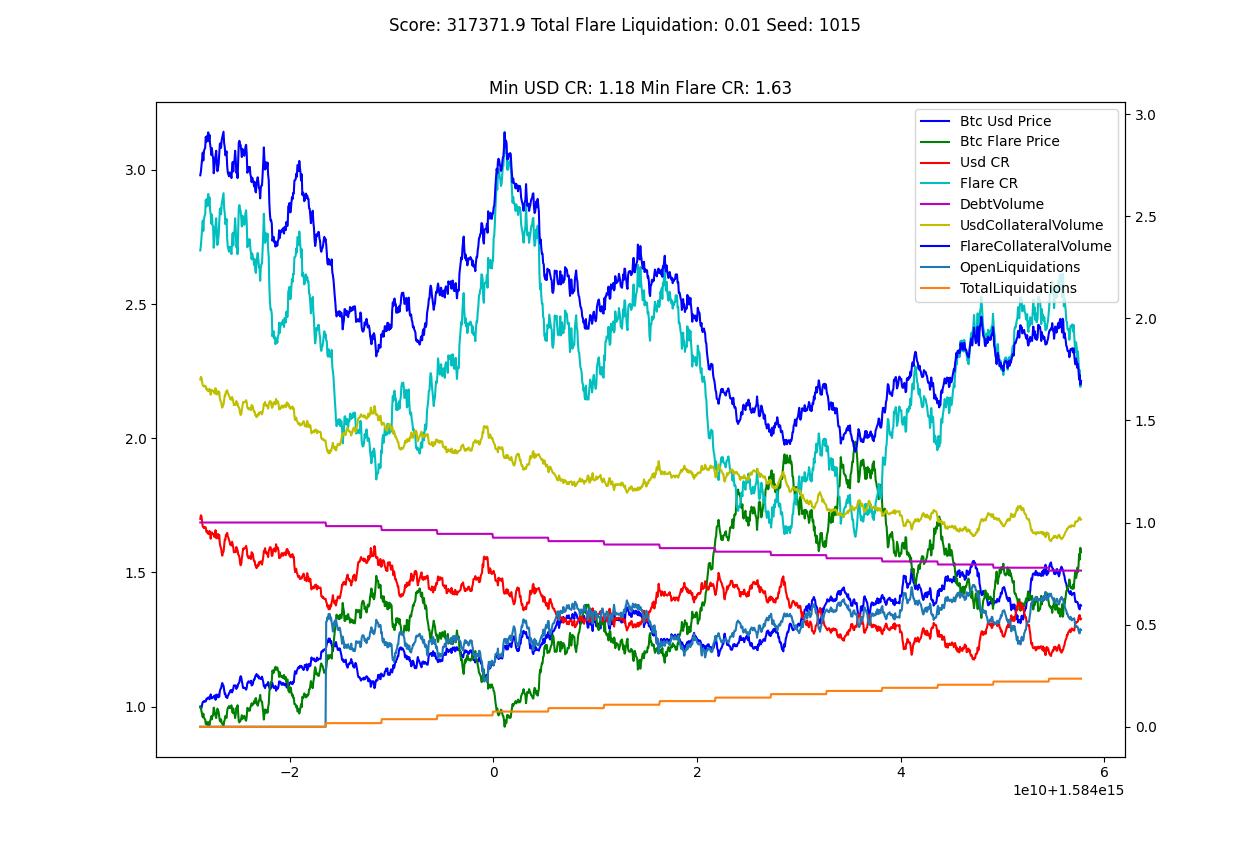 Score: 317371.9 Total Flare Liquidation: 0.01 Seed: 1015
Min USD CR: 1.18 Min Flare CR: 1.63
Btc Usd Price
Btc Flare Price
Usd CR
Flare CR
DebtVolume
UsdCollateralVolume
FlareCollateralVolume
OpenLiquidations
TotalLiquidations
3.0
2.5
2.0
1.5
1.0
3.0
2.5
2.0
1.5
1.0
0.5
0.0
−2 0 2 4 6
1e10+1.584e15